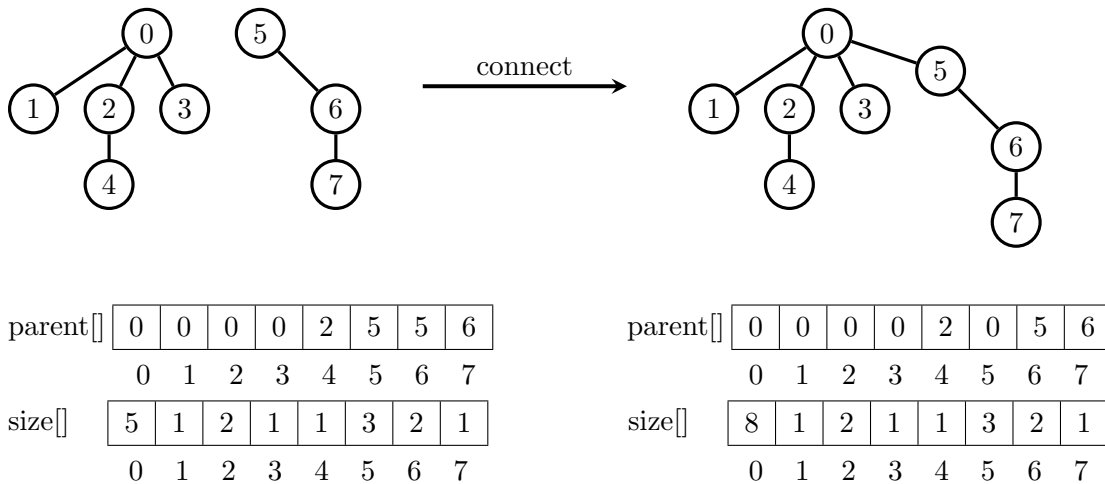 0 5 0
connect
5
1 2 3 6 1 2 3
6
4 7 4
7
parent[] 0 0 0 0 2 5 5 6 parent[] 0 0 0 0 2 0 5 6
0 1 2 3 4 5 6 7 0 1 2 3 4 5 6 7
size[] 5 1 2 1 1 3 2 1 size[] 8 1 2 1 1 3 2 1
0 1 2 3 4 5 6 7 0 1 2 3 4 5 6 7